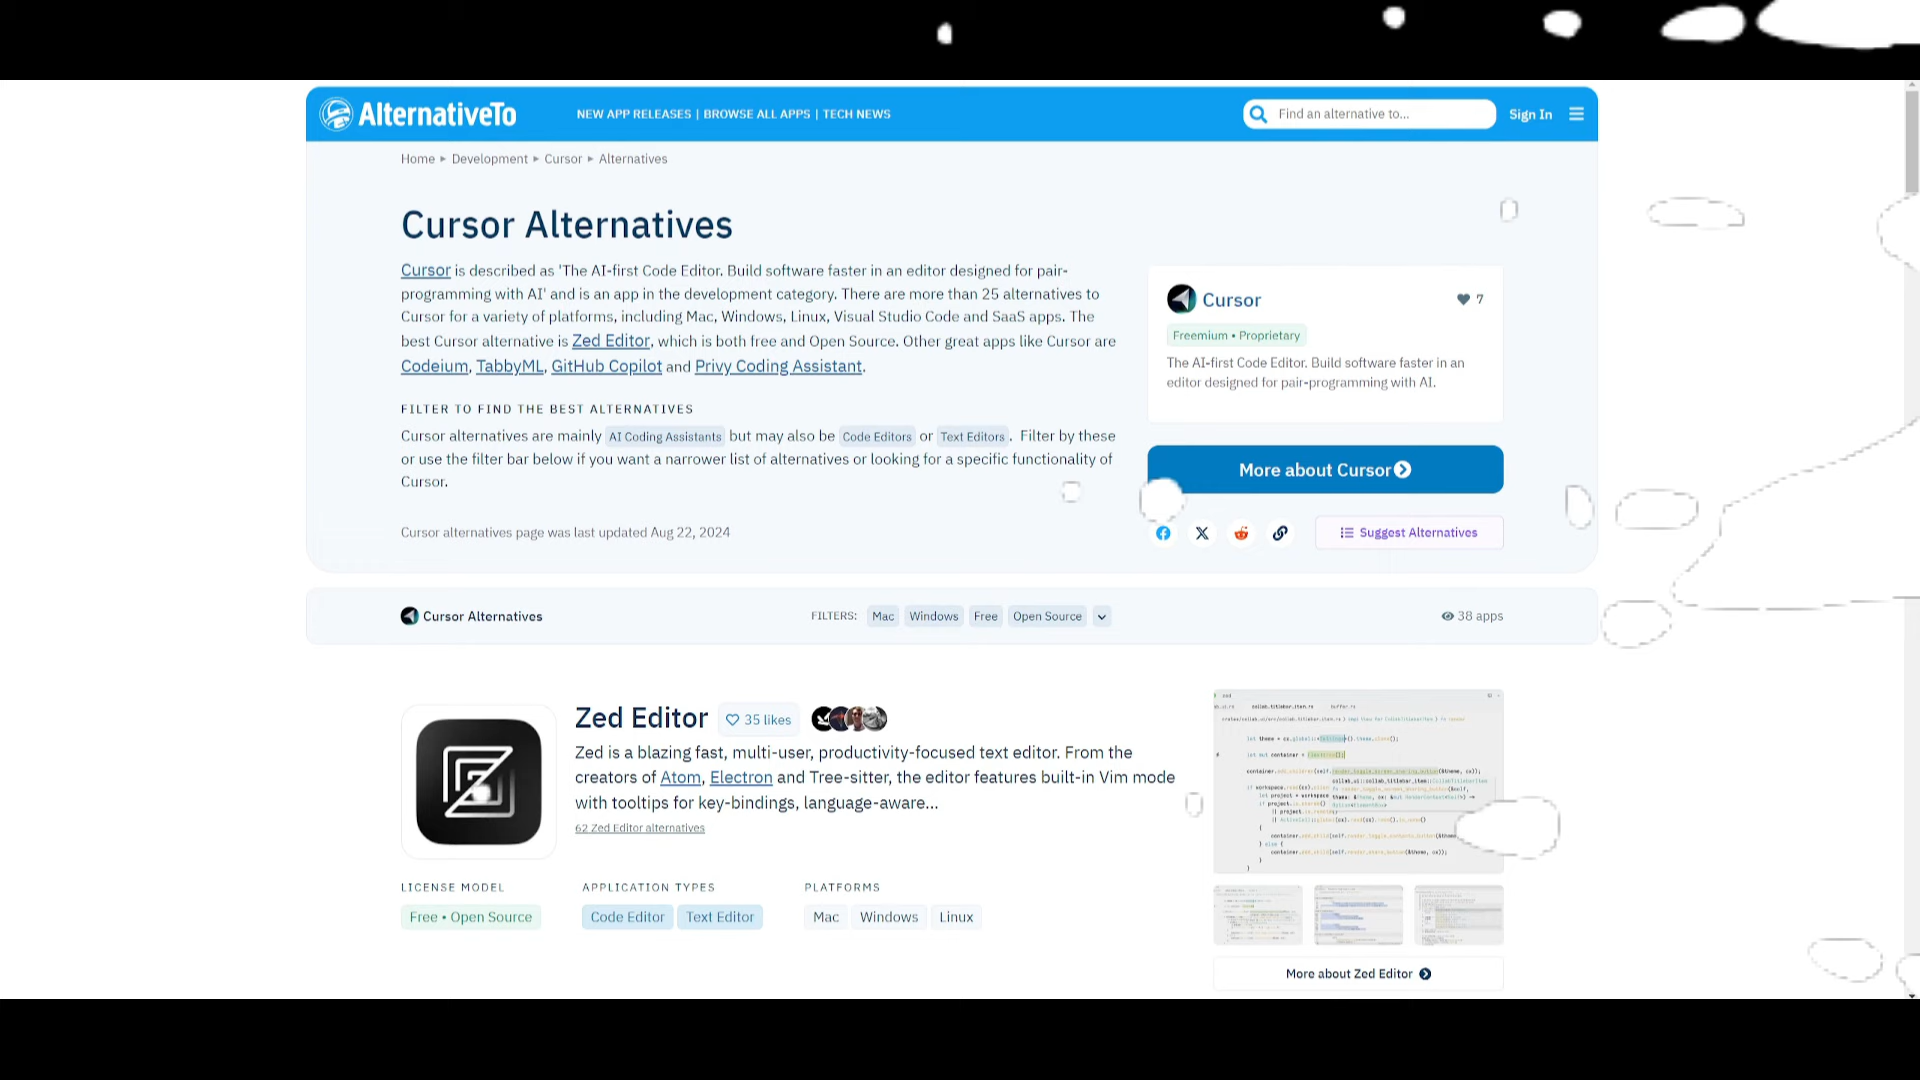 AlternativeTo
NEW APP RELEASES | BROWSE ALL APPS | TECH NEWS
Find an alternative to...
Sign In
Home ▸ Development ▸ Cursor ▸ Alternatives
Cursor Alternatives
Cursor is described as 'The AI-first Code Editor. Build software faster in an editor designed for pair-
programming with AI' and is an app in the development category. There are more than 25 alternatives to
Cursor for a variety of platforms, including Mac, Windows, Linux, Visual Studio Code and SaaS apps. The
best Cursor alternative is Zed Editor, which is both free and Open Source. Other great apps like Cursor are
Codeium, TabbyML, GitHub Copilot and Privy Coding Assistant.
FILTER TO FIND THE BEST ALTERNATIVES
Cursor alternatives are mainly AI Coding Assistants but may also be Code Editors or Text Editors. Filter by these
or use the filter bar below if you want a narrower list of alternatives or looking for a specific functionality of
Cursor.
Cursor alternatives page was last updated Aug 22, 2024
Cursor
7
Freemium • Proprietary
The AI-first Code Editor. Build software faster in an
editor designed for pair-programming with AI.
More about Cursor
Suggest Alternatives
Cursor Alternatives
FILTERS: Mac Windows Free Open Source
38 apps
Zed Editor
35 likes
Zed is a blazing fast, multi-user, productivity-focused text editor. From the
creators of Atom, Electron and Tree-sitter, the editor features built-in Vim mode
with tooltips for key-bindings, language-aware...
62 Zed Editor alternatives
LICENSE MODEL
Free • Open Source
APPLICATION TYPES
Code Editor Text Editor
PLATFORMS
Mac Windows Linux
More about Zed Editor